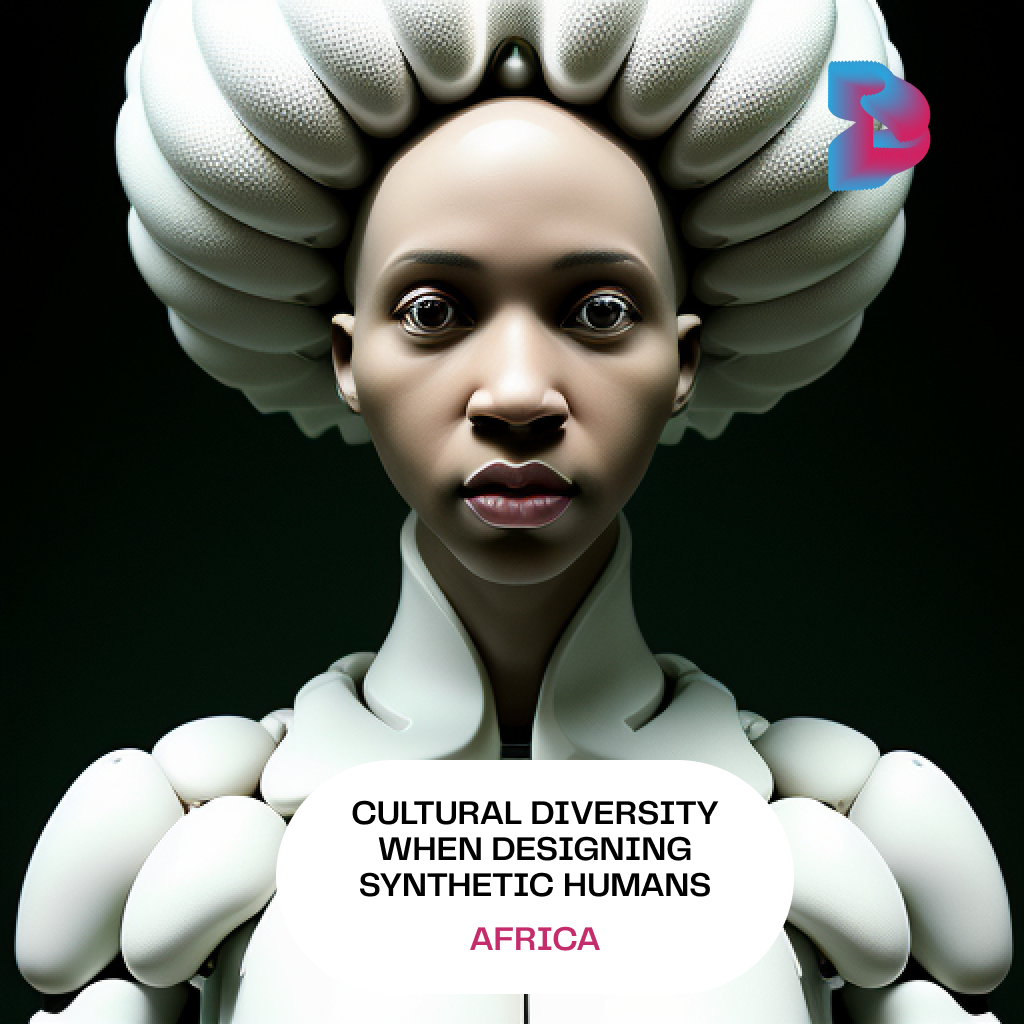 CULTURAL DIVERSITY
WHEN DESIGNING
SYNTHETIC HUMANS
AFRICA